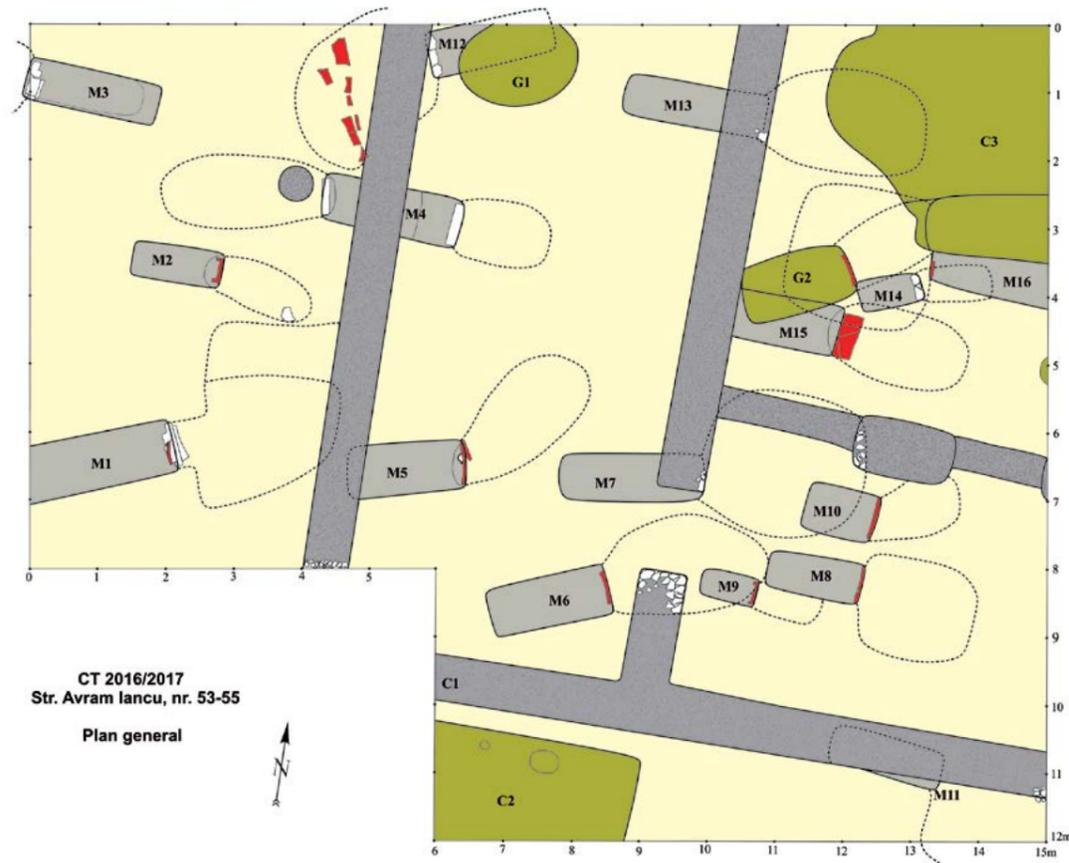 M12
G1
M3
M13
C3
M4
M2
G2
M14
M16
M15
M1
M5
M7
M10
M8
M9
M6
C1
C2
M11
0
1
2
3
4
5
6
7
8
9
10
11
12m
0 1 2 3 4 5
6 7 8 9 10 11 12 13 14 15m
CT 2016/2017
Str. Avram Iancu, nr. 53-55
Plan general
N